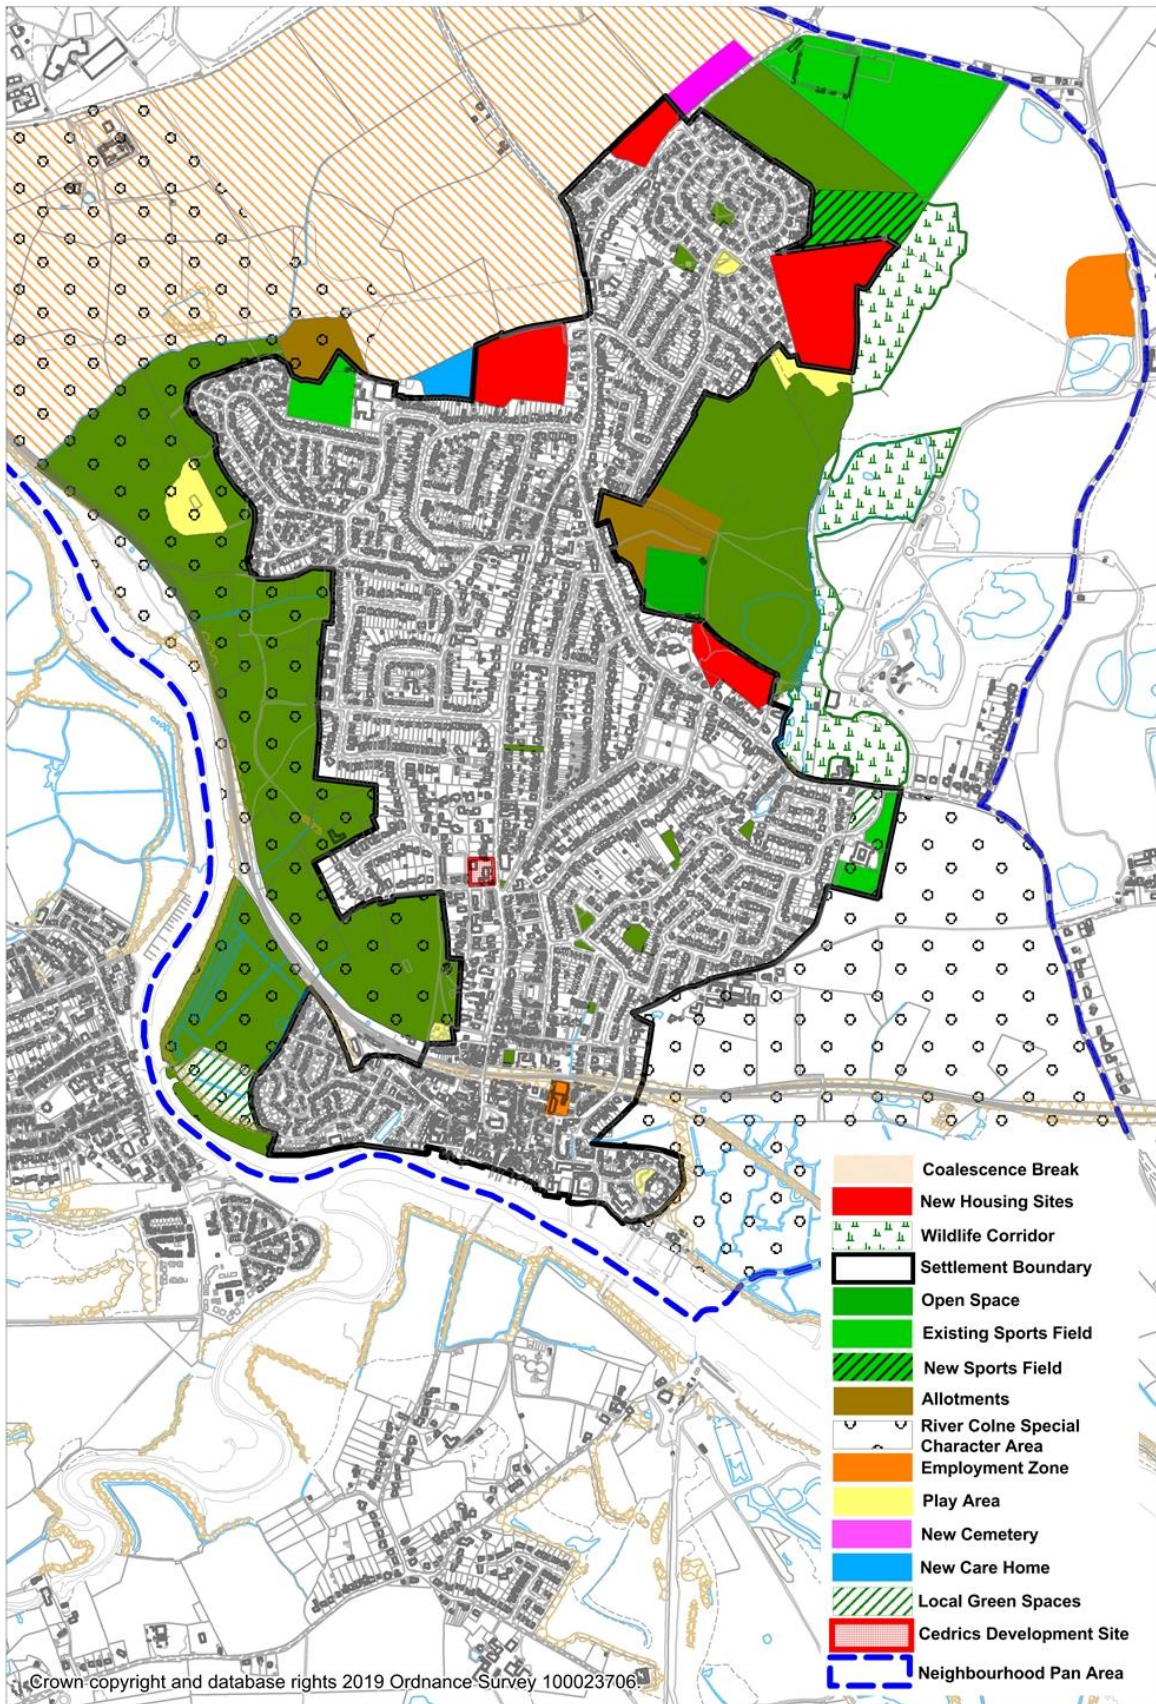 Coalescence Break
New Housing Sites
Wildlife Corridor
Settlement Boundary
Open Space
Existing Sports Field
New Sports Field
Allotments
River Colne Special
Character Area
Employment Zone
Play Area
New Cemetery
New Care Home
Local Green Spaces
Cedrics Development Site
Neighbourhood Pan Area
Crown copyright and database rights 2019 Ordnance Survey 100023706